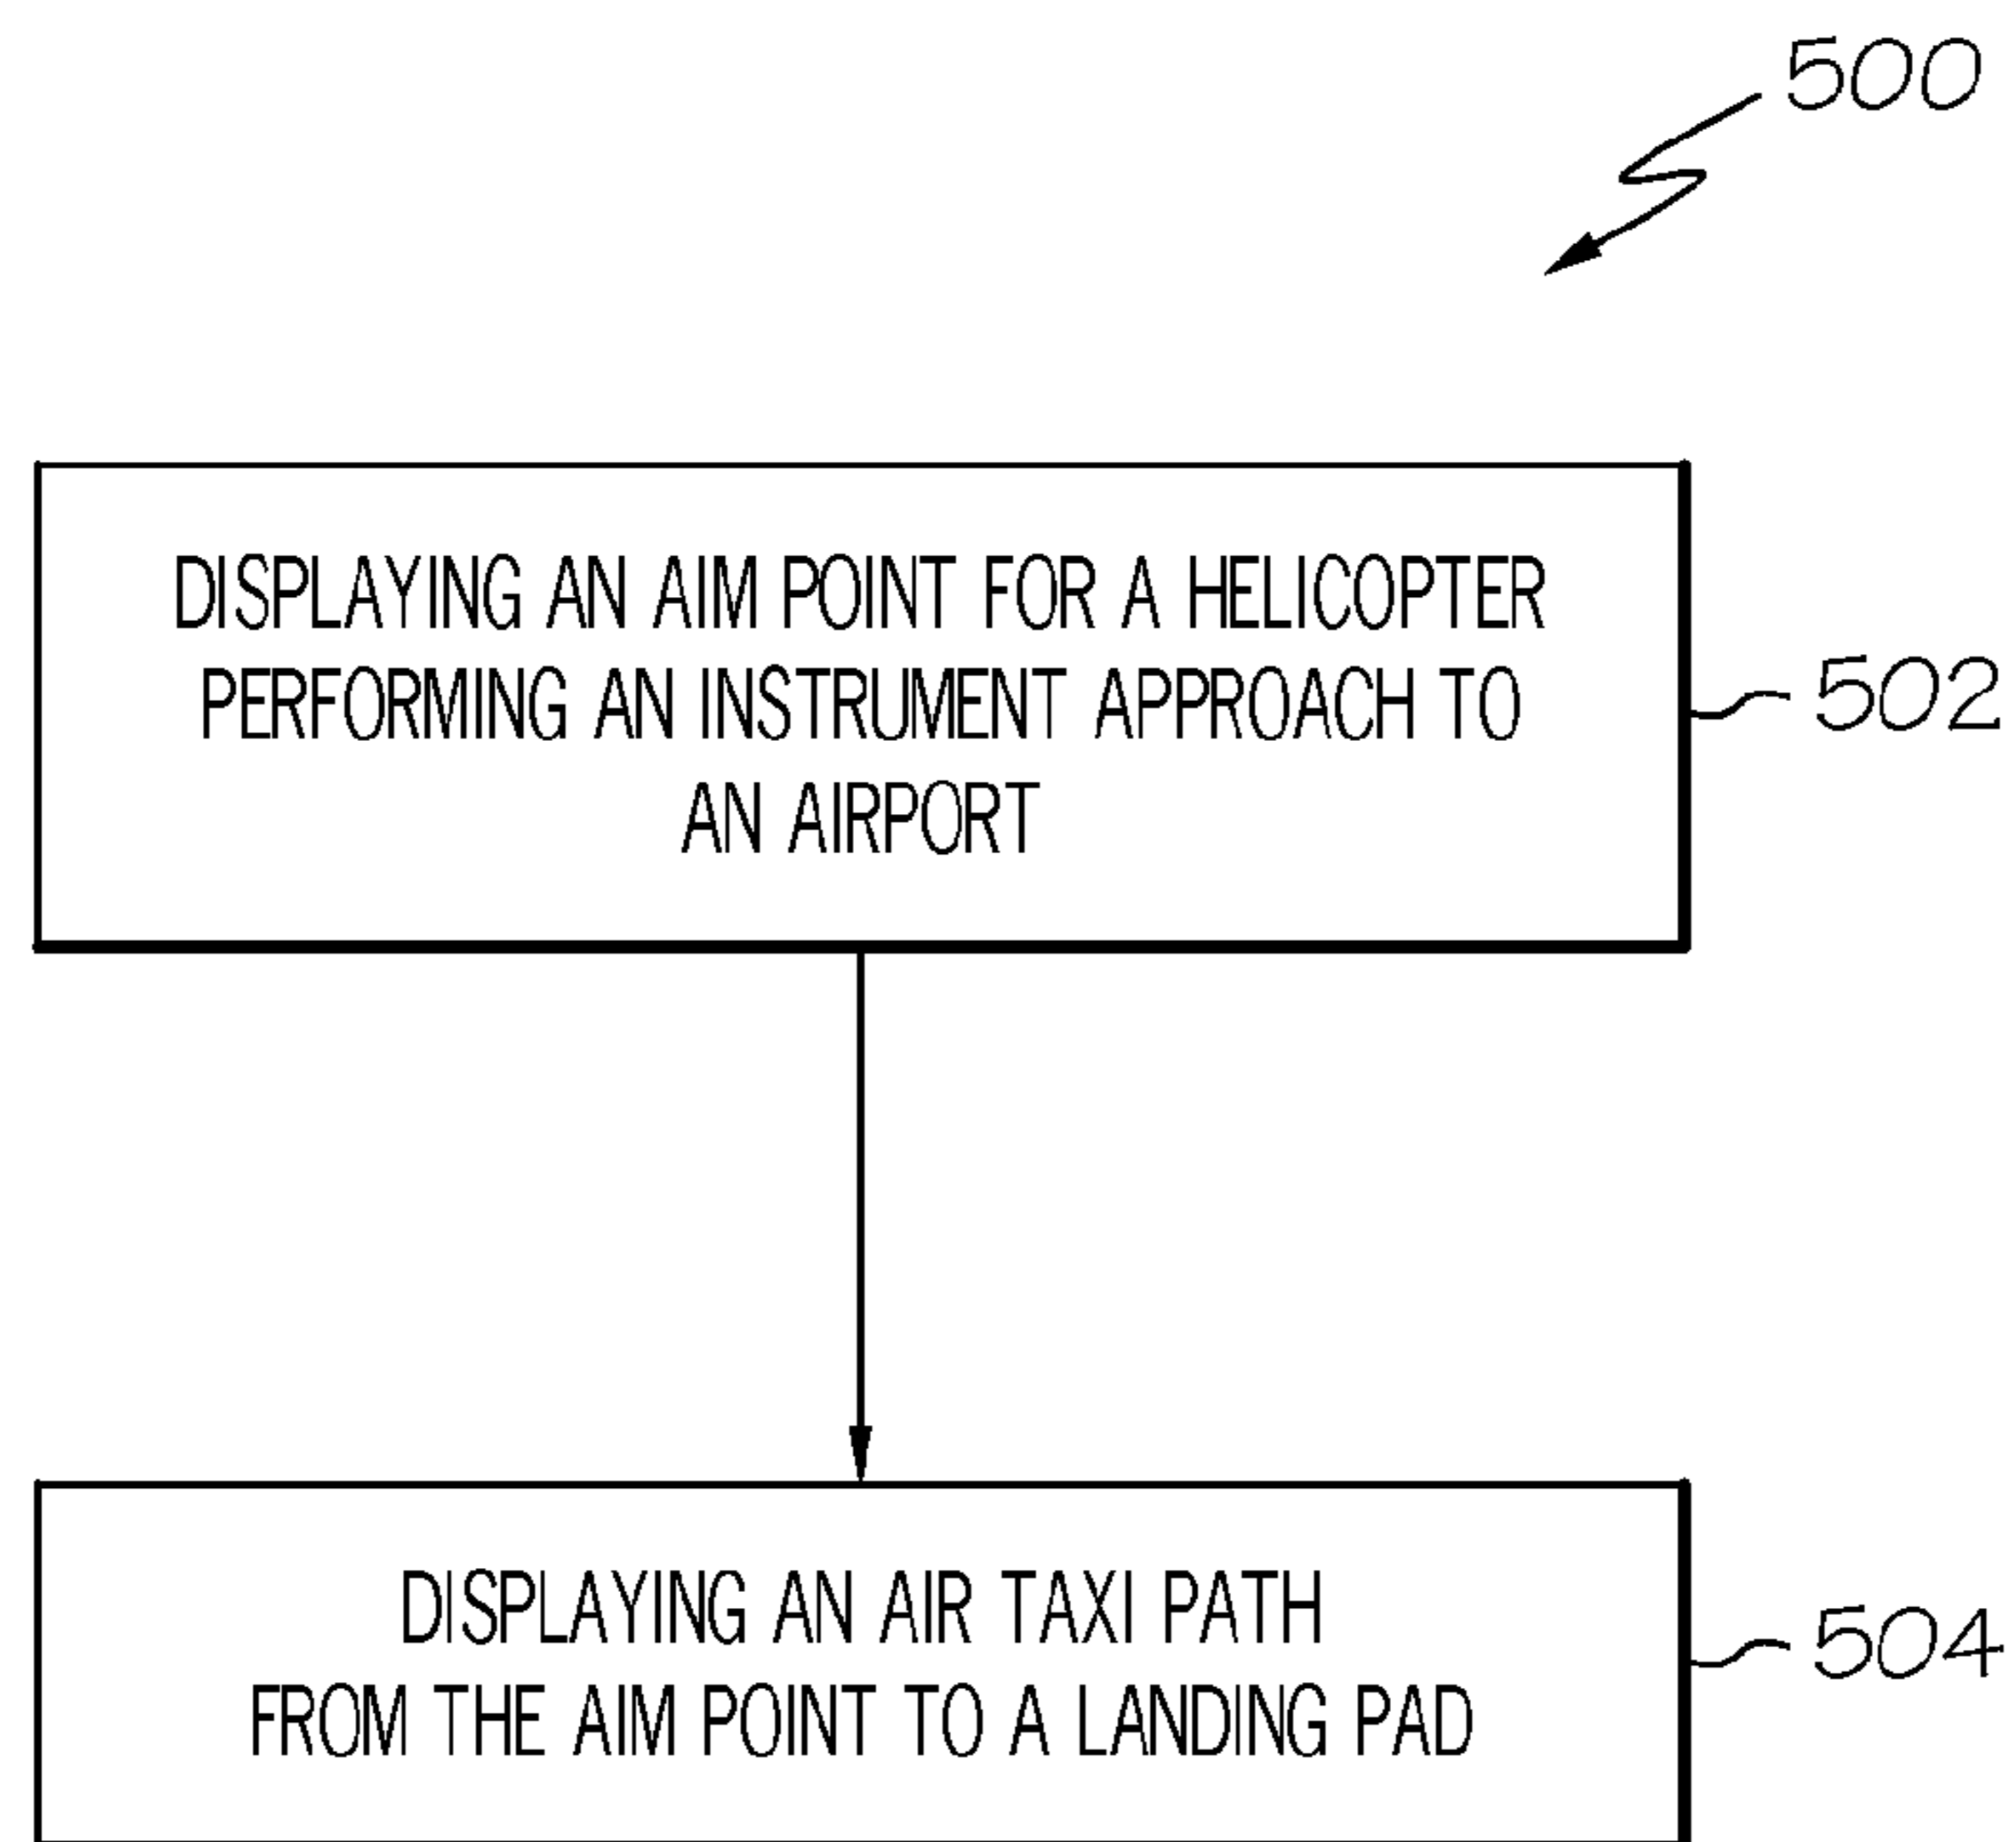 500
DISPLAYING AN AIM POINT FOR A HELICOPTER
PERFORMING AN INSTRUMENT APPROACH TO
AN AIRPORT
502
DISPLAYING AN AIR TAXI PATH
FROM THE AIM POINT TO A LANDING PAD
504